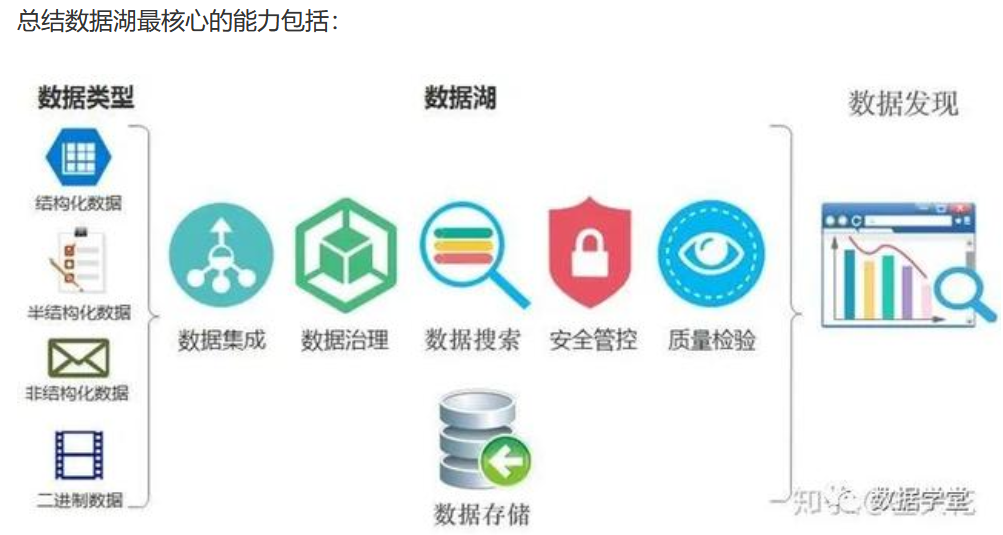 总结数据湖最核心的能力包括：
数据类型
数据湖
数据发现
结构化数据
半结构化数据
非结构化数据
二进制数据
数据集成
数据治理
数据搜索
安全管控
质量检验
数据存储
数据学堂